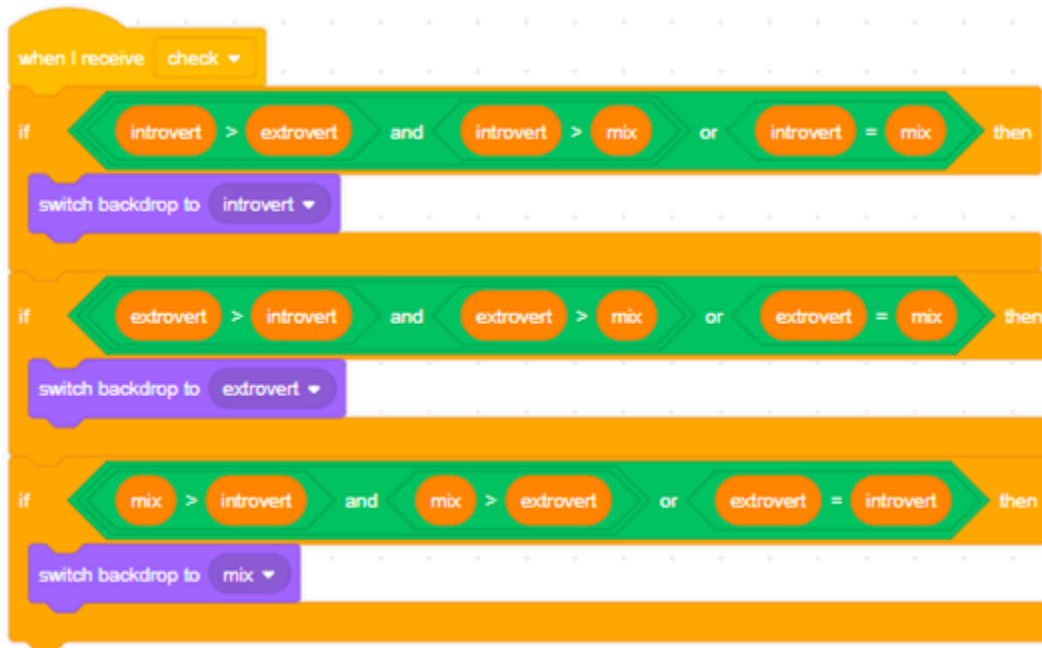 when I receive check
if introvert > extrovert and introvert > mix or introvert = mix then
switch backdrop to introvert
if extrovert > introvert and extrovert > mix or extrovert = mix then
switch backdrop to extrovert
if mix > introvert and mix > extrovert or extrovert = introvert then
switch backdrop to mix